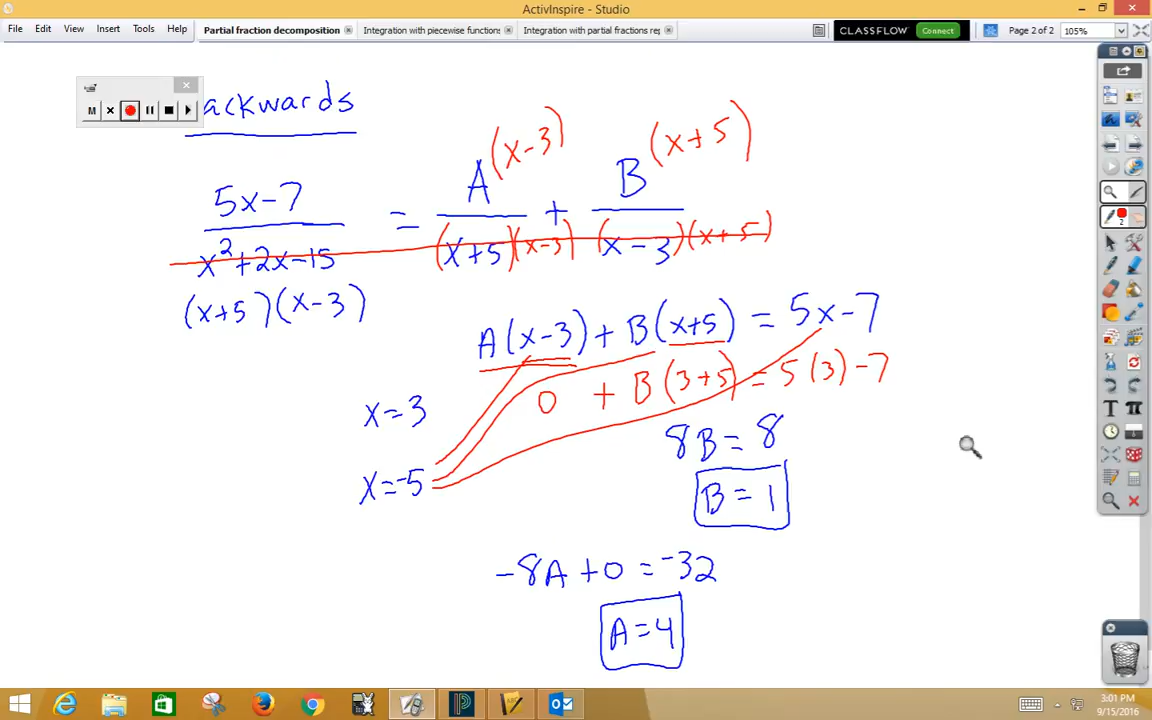 ActivInspire - Studio
File Edit View Insert Tools Help
Partial fraction decomposition × Integration with piecewise functions × Integration with partial fractions rep ×
CLASSFLOW Connect Page 2 of 2 105%
M
ackwards
5x-7 / x²+2x-15 = A(x-3) / (x+5)(x-3) + B(x+5) / (x-3)(x+5)
(x+5)(x-3)
A(x-3) + B(x+5) = 5x-7
0 + B(3+5) = 5(3)-7
x=3
8B = 8
x=-5
B = 1
-8A + 0 = -32
A = 4
3:01 PM
9/15/2016